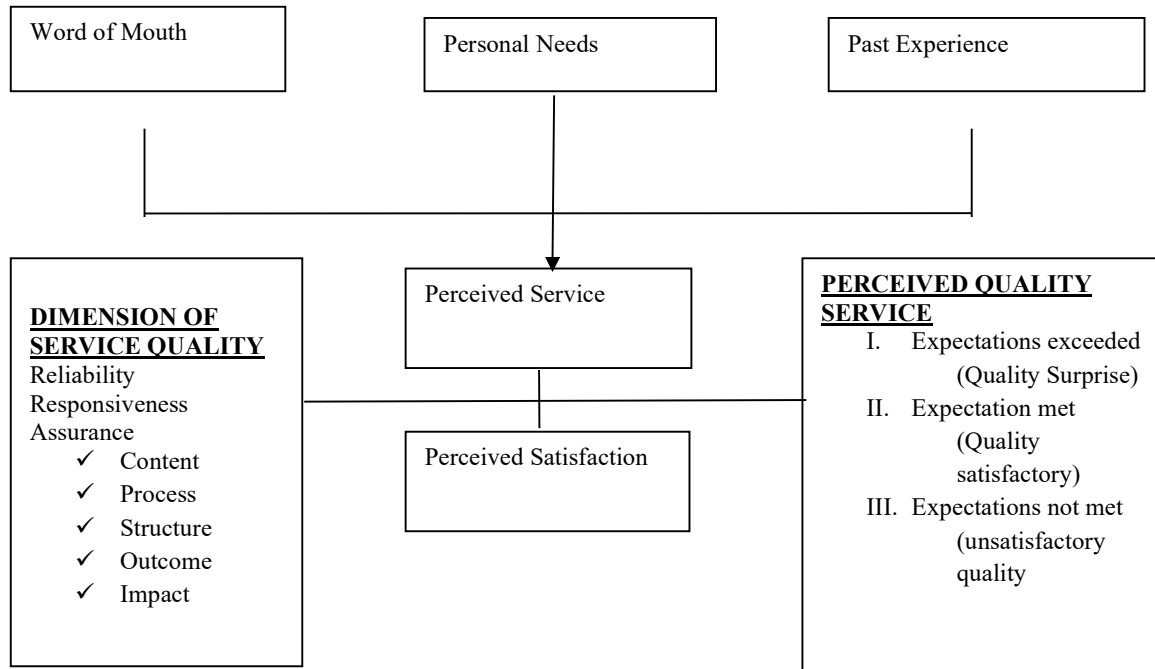 Word of Mouth
Personal Needs
Past Experience
DIMENSION OF
SERVICE QUALITY
Reliability
Responsiveness
Assurance
✓ Content
✓ Process
✓ Structure
✓ Outcome
✓ Impact
Perceived Service
Perceived Satisfaction
PERCEIVED QUALITY
SERVICE
I. Expectations exceeded
(Quality Surprise)
II. Expectation met
(Quality
satisfactory)
III. Expectations not met
(unsatisfactory
quality